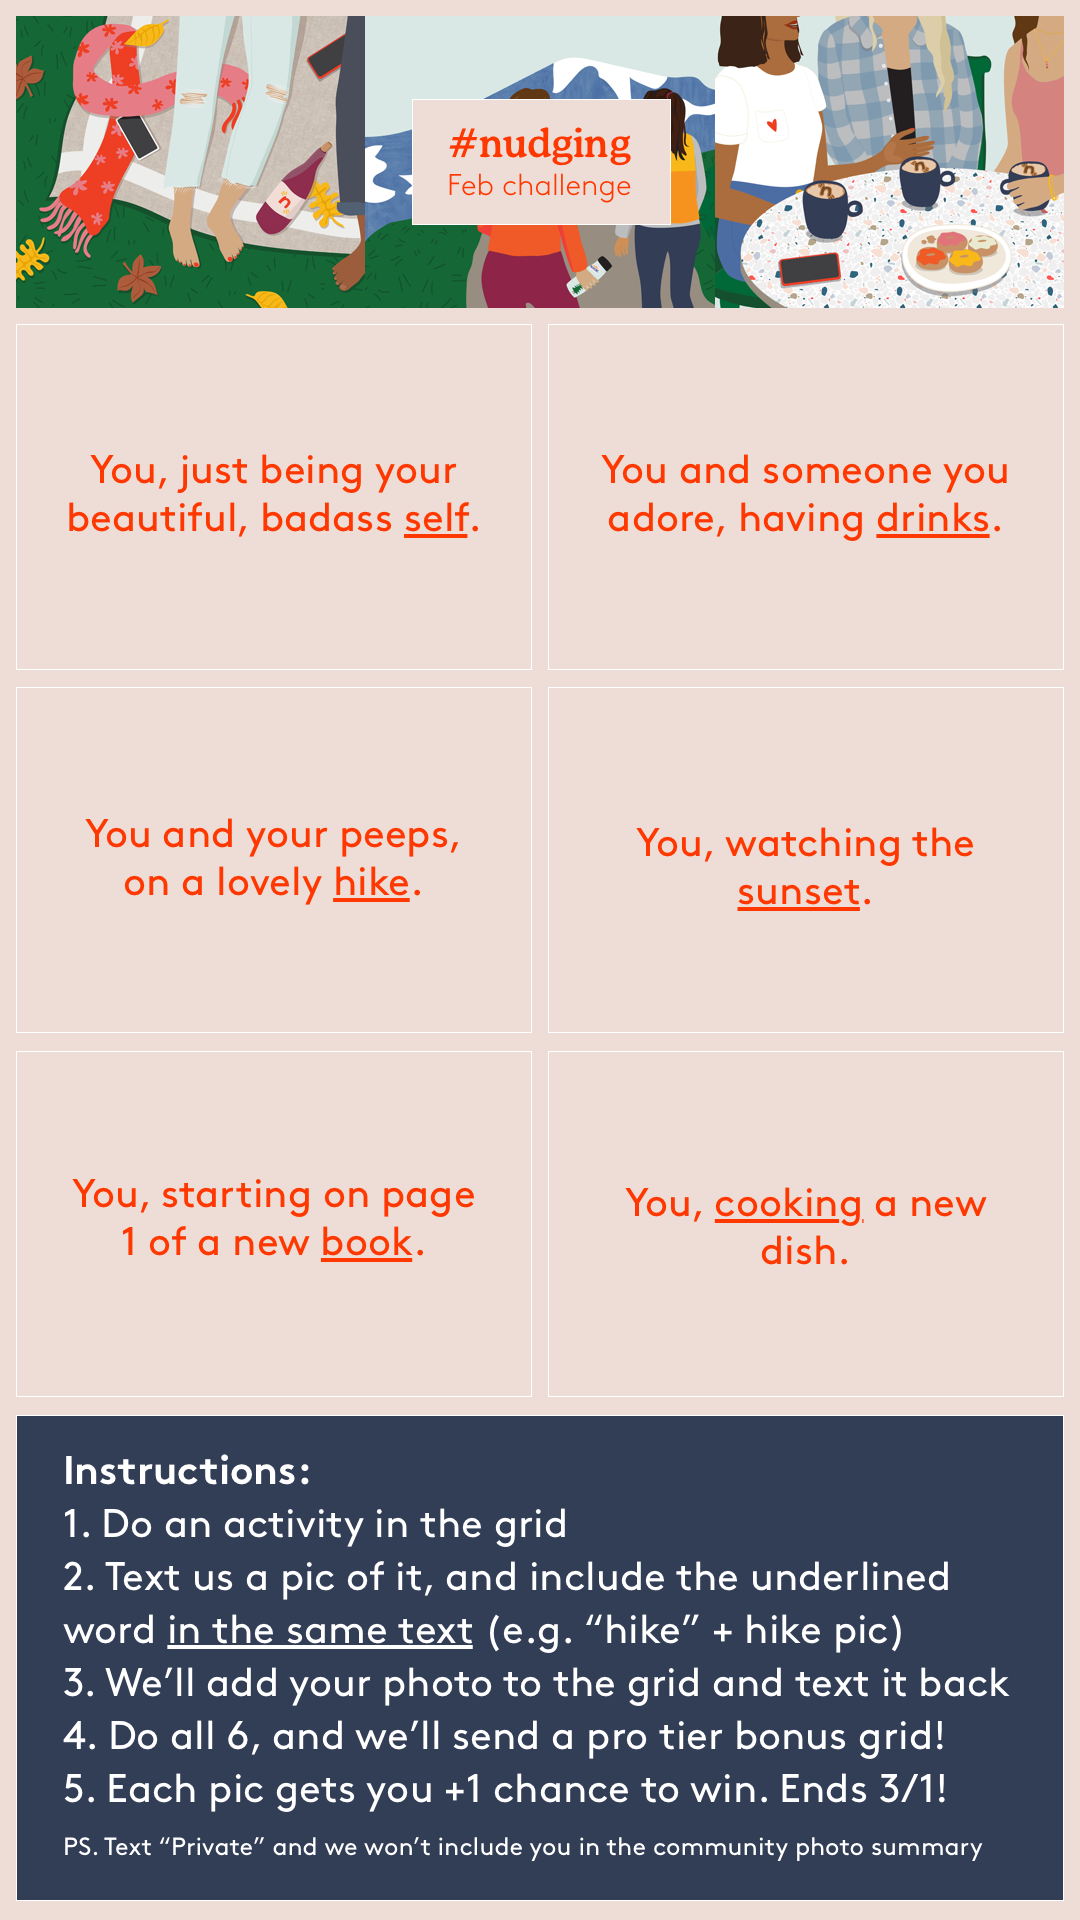 #nudging
Feb challenge
You, just being your
beautiful, badass self.
You and someone you
adore, having drinks.
You and your peeps,
on a lovely hike.
You, watching the
sunset.
You, starting on page
1 of a new book.
You, cooking a new
dish.
Instructions:
1. Do an activity in the grid
2. Text us a pic of it, and include the underlined
word in the same text (e.g. “hike” + hike pic)
3. We’ll add your photo to the grid and text it back
4. Do all 6, and we’ll send a pro tier bonus grid!
5. Each pic gets you +1 chance to win. Ends 3/1!
PS. Text “Private” and we won’t include you in the community photo summary